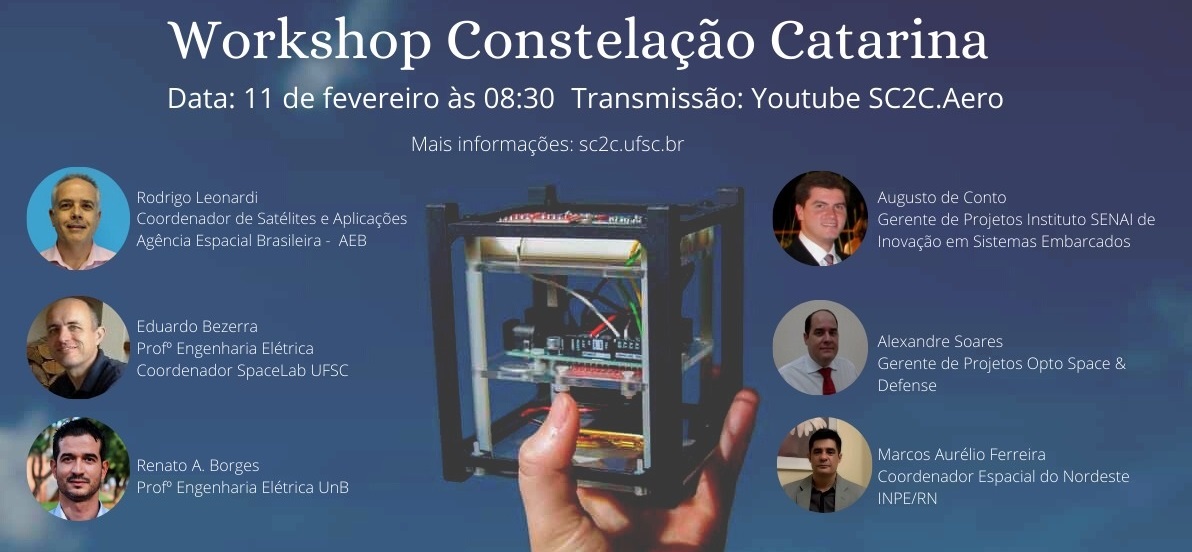 Workshop Constelação Catarina
Data: 11 de fevereiro às 08:30 Transmissão: Youtube SC2C.Aero
Mais informações: sc2c.ufsc.br
Rodrigo Leonardi
Coordenador de Satélites e Aplicações
Agência Espacial Brasileira - AEB
Eduardo Bezerra
Profº Engenharia Elétrica
Coordenador SpaceLab UFSC
Renato A. Borges
Profº Engenharia Elétrica UnB
Augusto de Conto
Gerente de Projetos Instituto SENAI de
Inovação em Sistemas Embarcados
Alexandre Soares
Gerente de Projetos Opto Space &
Defense
Marcos Aurélio Ferreira
Coordenador Espacial do Nordeste
INPE/RN